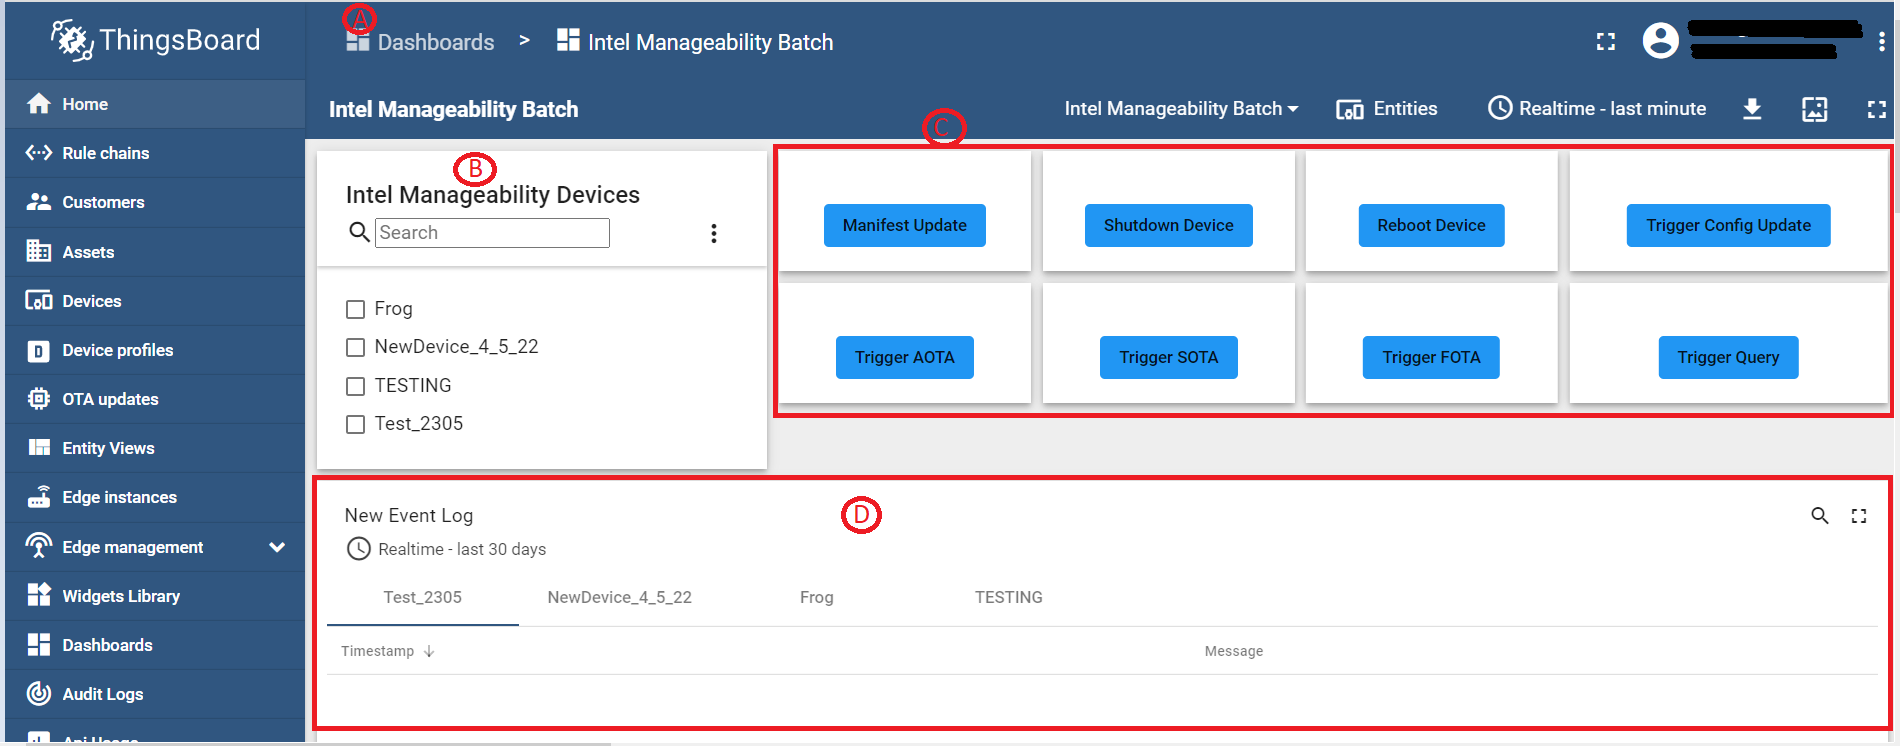 ThingsBoard
Home
Rule chains
Customers
Assets
Devices
Device profiles
OTA updates
Entity Views
Edge instances
Edge management
Widgets Library
Dashboards
Audit Logs
Api Usage
A
Dashboards > Intel Manageability Batch
Intel Manageability Batch
Intel Manageability Batch Entities Realtime - last minute
B
Intel Manageability Devices
Search
Frog
NewDevice_4_5_22
TESTING
Test_2305
C
Manifest Update Shutdown Device Reboot Device Trigger Config Update
Trigger AOTA Trigger SOTA Trigger FOTA Trigger Query
D
New Event Log
Realtime - last 30 days
Test_2305 NewDevice_4_5_22 Frog TESTING
Timestamp Message